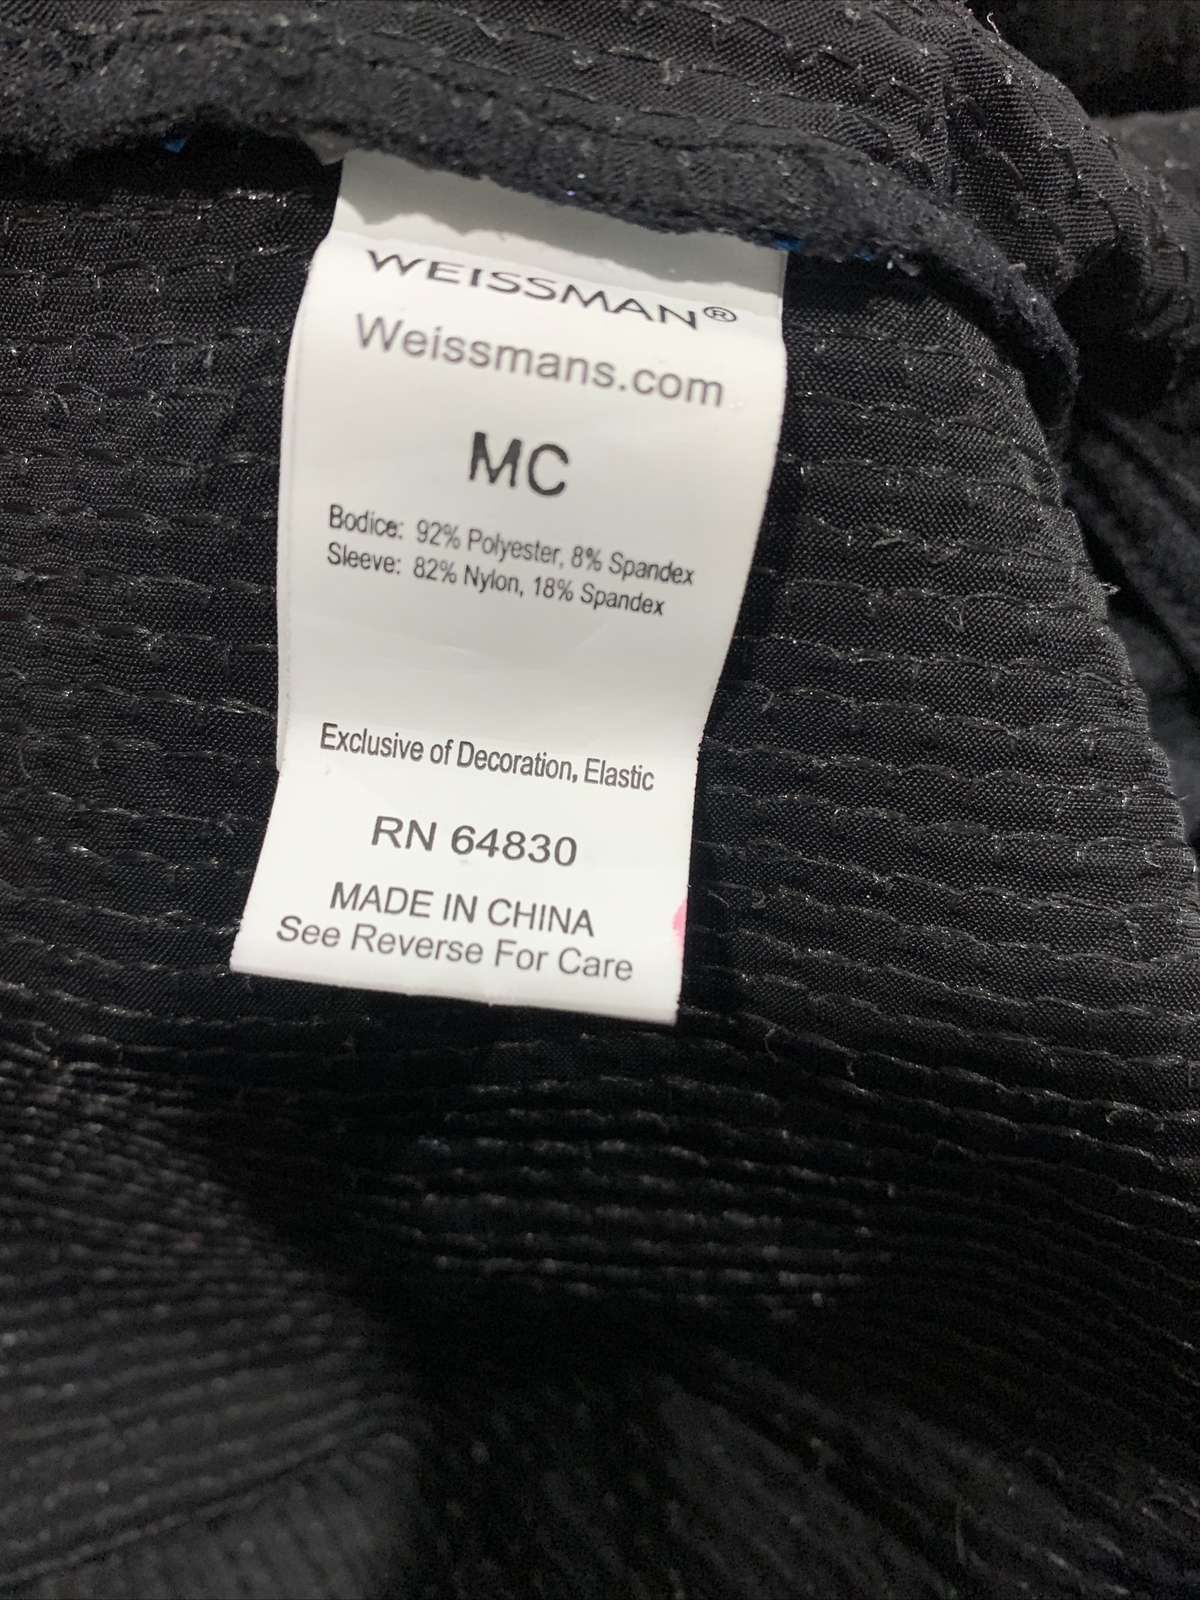 WEISSMAN®
Weissmans.com
MC
Bodice: 92% Polyester, 8% Spandex
Sleeve: 82% Nylon, 18% Spandex
Exclusive of Decoration, Elastic
RN 64830
MADE IN CHINA
See Reverse For Care